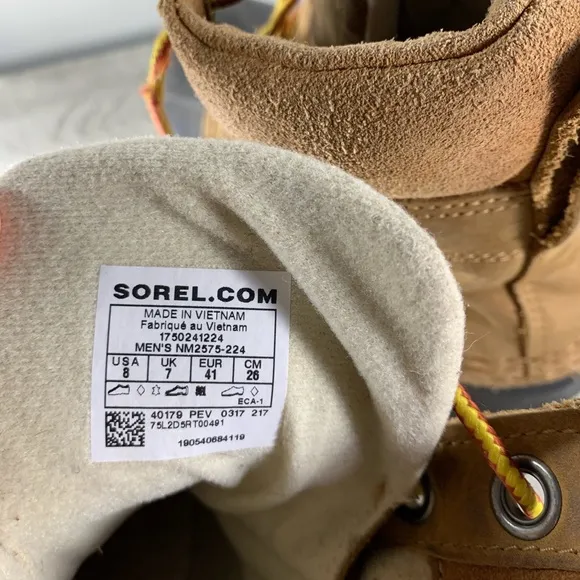 SOREL.COM
MADE IN VIETNAM
Fabriqué au Vietnam
1750241224
MEN'S NM2575-224
USA UK EUR CM
8 7 41 26
ECA-1
40179 PEV 0317 217
75L2D5RT00491
190540684119